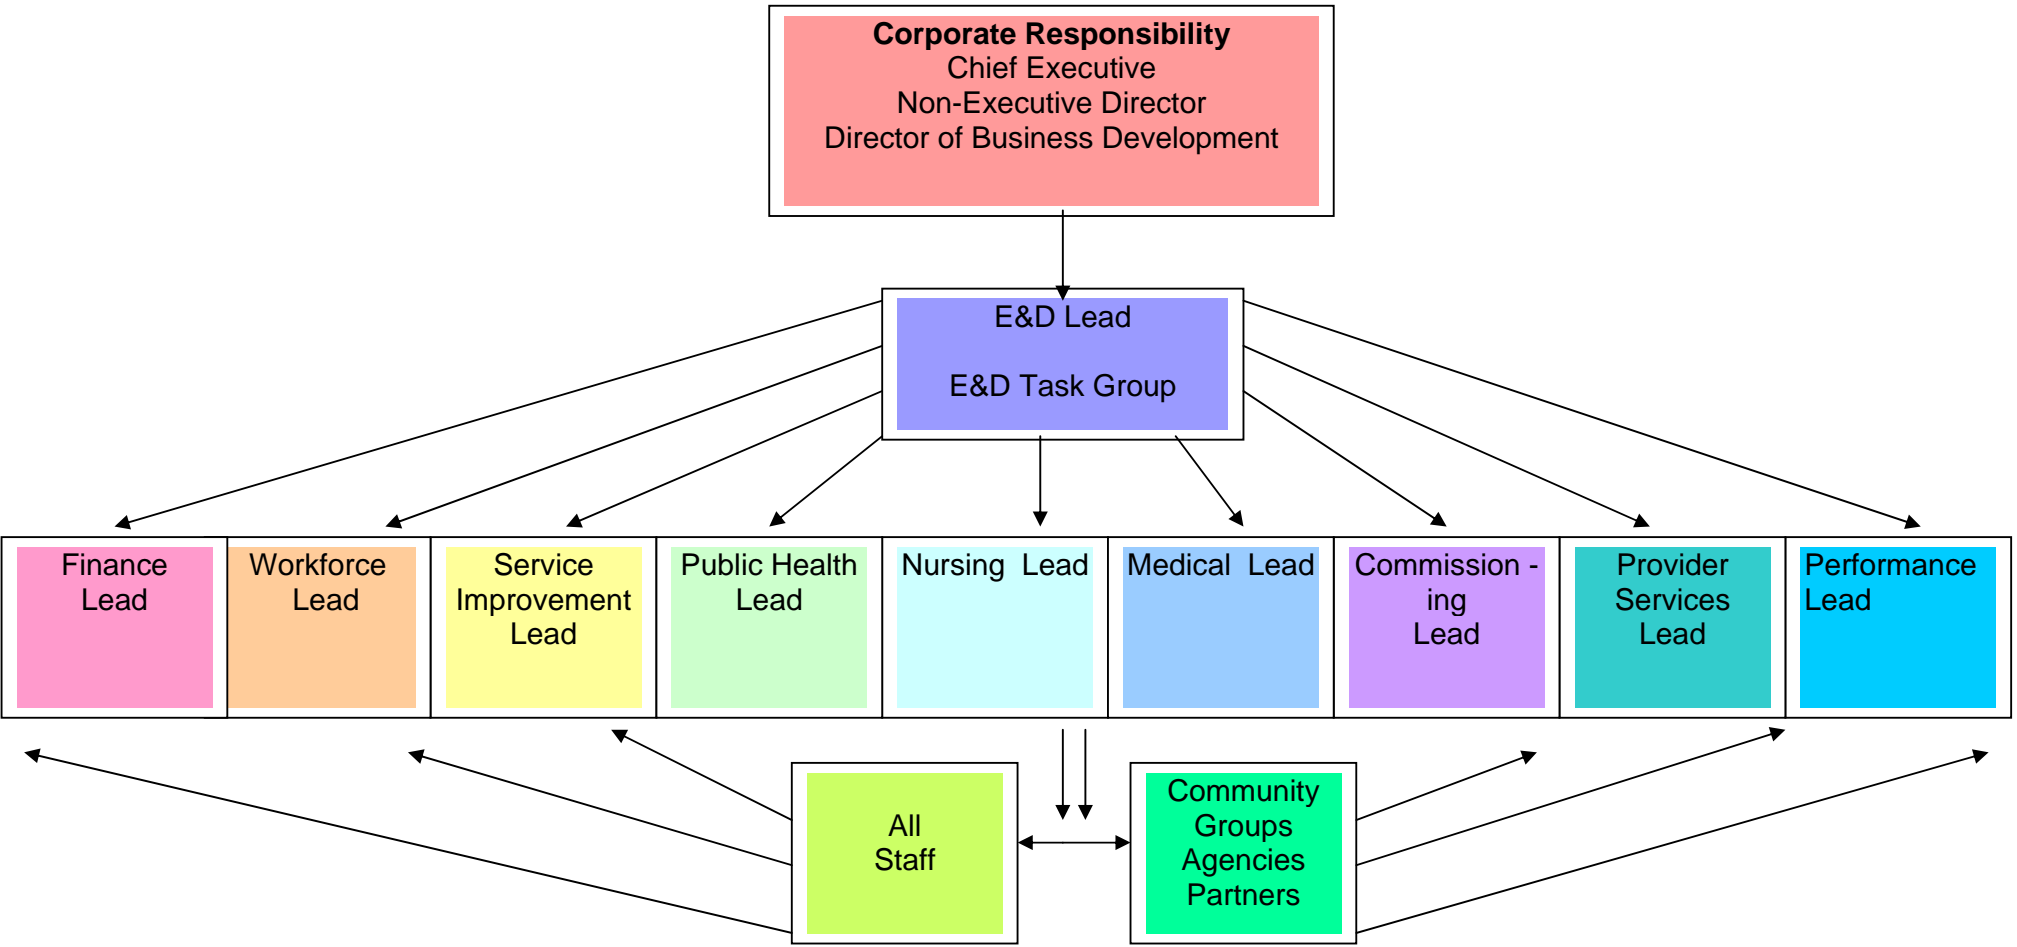 Corporate Responsibility
Chief Executive
Non-Executive Director
Director of Business Development
E&D Lead
E&D Task Group
Finance
Lead
Workforce
Lead
Service
Improvement
Lead
Public Health
Lead
Nursing  Lead
Medical  Lead
Commission -
ing
Lead
Provider
Services
Lead
Performance
Lead
All
Staff
Community
Groups
Agencies
Partners